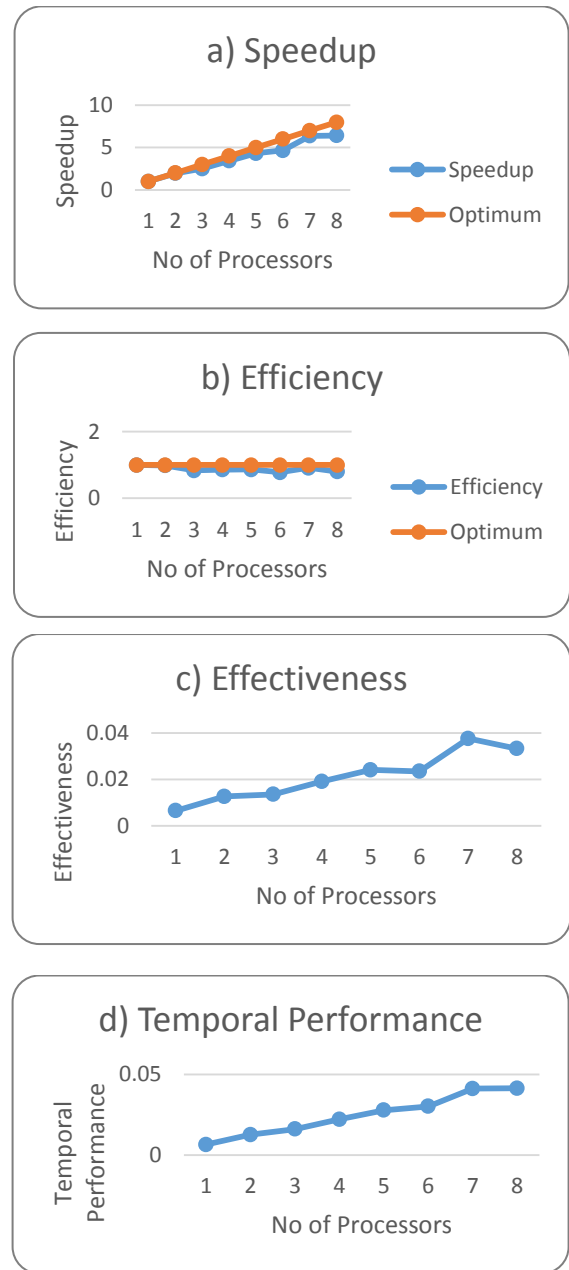 a) Speedup
10
5
0
Speedup
1 2 3 4 5 6 7 8
No of Processors
Speedup
Optimum
b) Efficiency
2
0
Efficiency
1 2 3 4 5 6 7 8
No of Processors
Efficiency
Optimum
c) Effectiveness
0.04
0.02
0
Effectiveness
1 2 3 4 5 6 7 8
No of Processors
d) Temporal Performance
0.05
0
Temporal
Performance
1 2 3 4 5 6 7 8
No of Processors